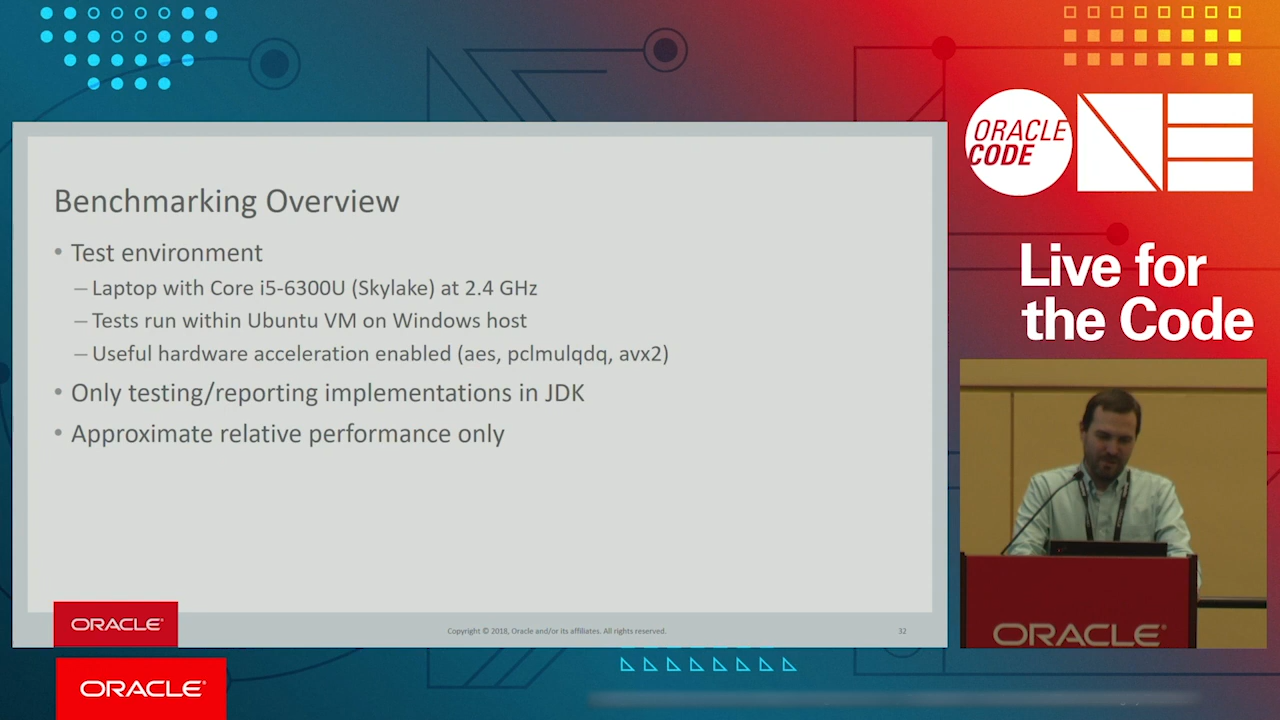 ORACLE
CODE
ONE
Benchmarking Overview
• Test environment
– Laptop with Core i5-6300U (Skylake) at 2.4 GHz
– Tests run within Ubuntu VM on Windows host
– Useful hardware acceleration enabled (aes, pclmulqdq, avx2)
• Only testing/reporting implementations in JDK
• Approximate relative performance only
ORACLE®
Copyright © 2018, Oracle and/or its affiliates. All rights reserved.
32
Live for
the Code
ORACLE®
ORACLE®